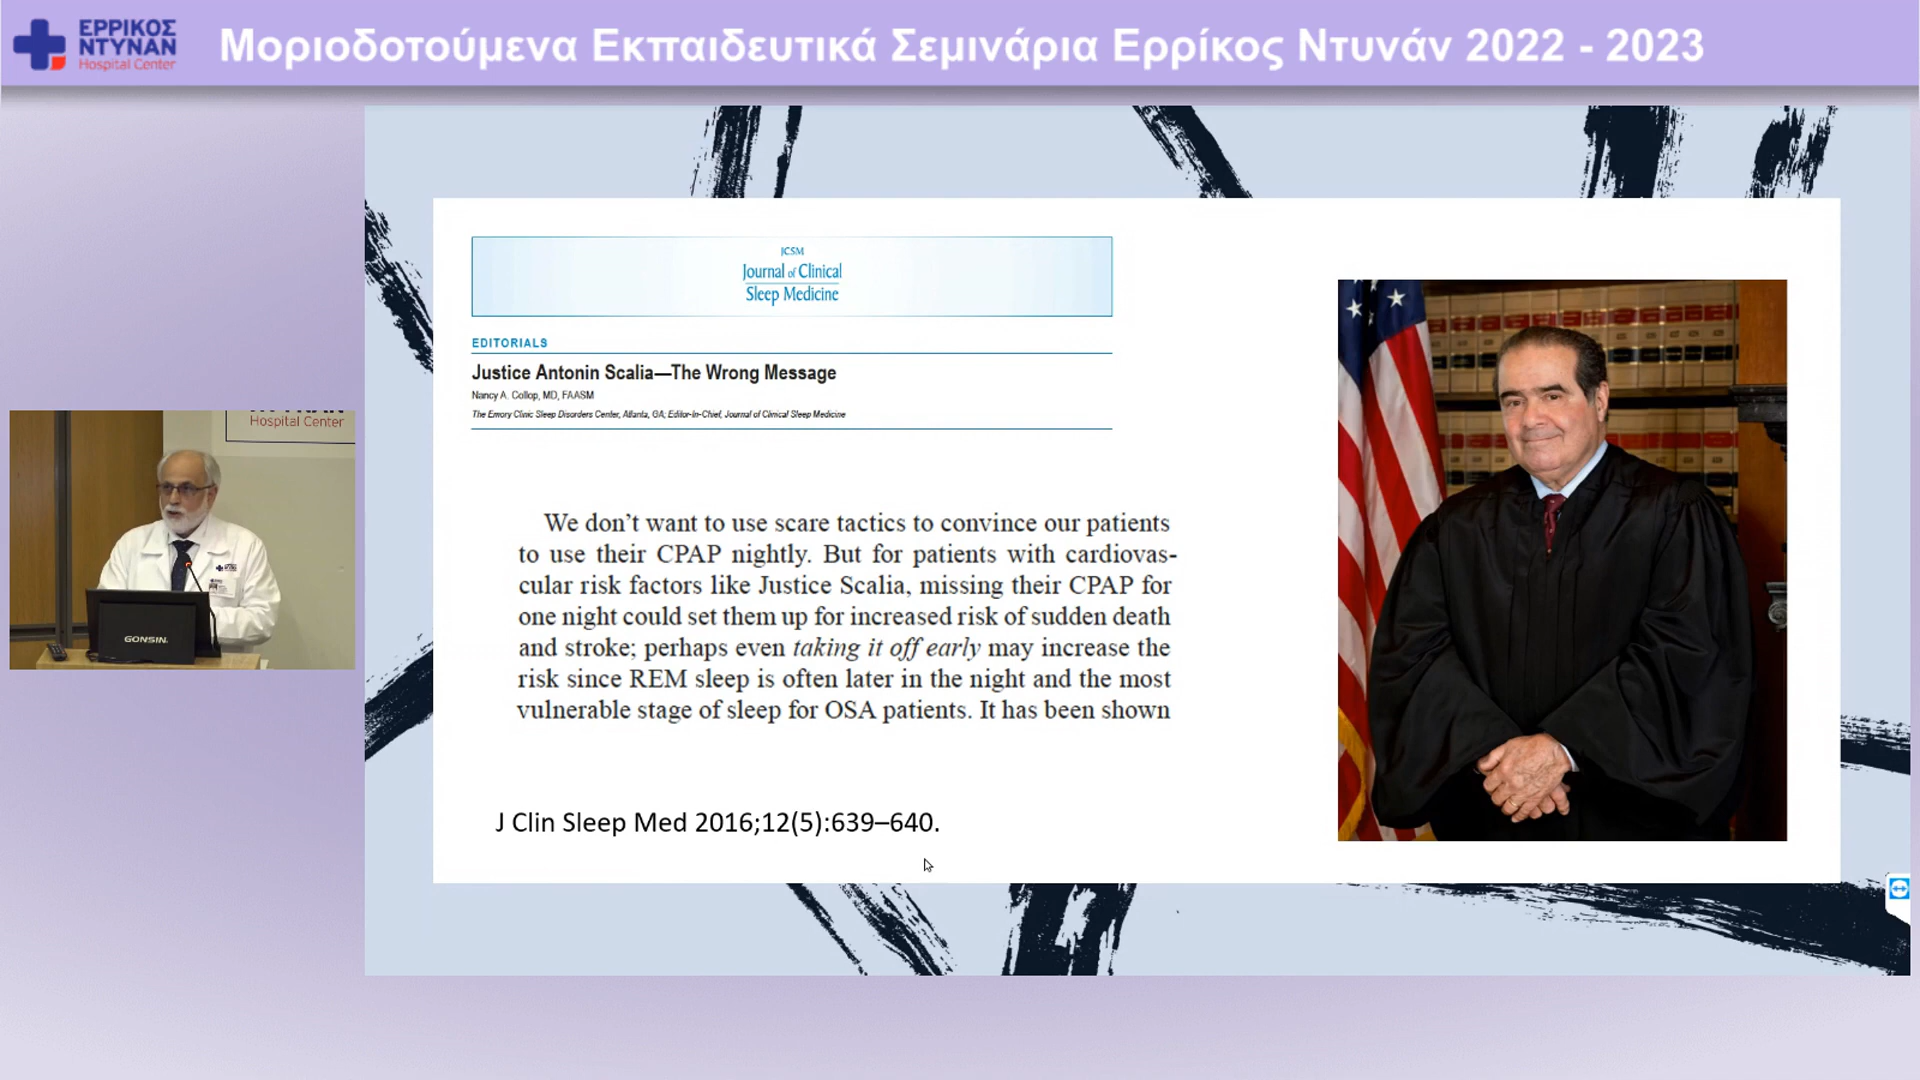 ΕΡΡΙΚΟΣ
ΝΤΥΝΑΝ
Hospital Center
Μοριοδοτούμενα Εκπαιδευτικά Σεμινάρια Ερρίκος Ντυνάν 2022 - 2023
JCSM
Journal of Clinical
Sleep Medicine
EDITORIALS
Justice Antonin Scalia—The Wrong Message
Nancy A. Collop, MD, FAASM
The Emory Clinic Sleep Disorders Center, Atlanta, GA; Editor-in-Chief, Journal of Clinical Sleep Medicine
We don’t want to use scare tactics to convince our patients
to use their CPAP nightly. But for patients with cardiovas-
cular risk factors like Justice Scalia, missing their CPAP for
one night could set them up for increased risk of sudden death
and stroke; perhaps even taking it off early may increase the
risk since REM sleep is often later in the night and the most
vulnerable stage of sleep for OSA patients. It has been shown
J Clin Sleep Med 2016;12(5):639–640.
Hospital Center
GONSIN